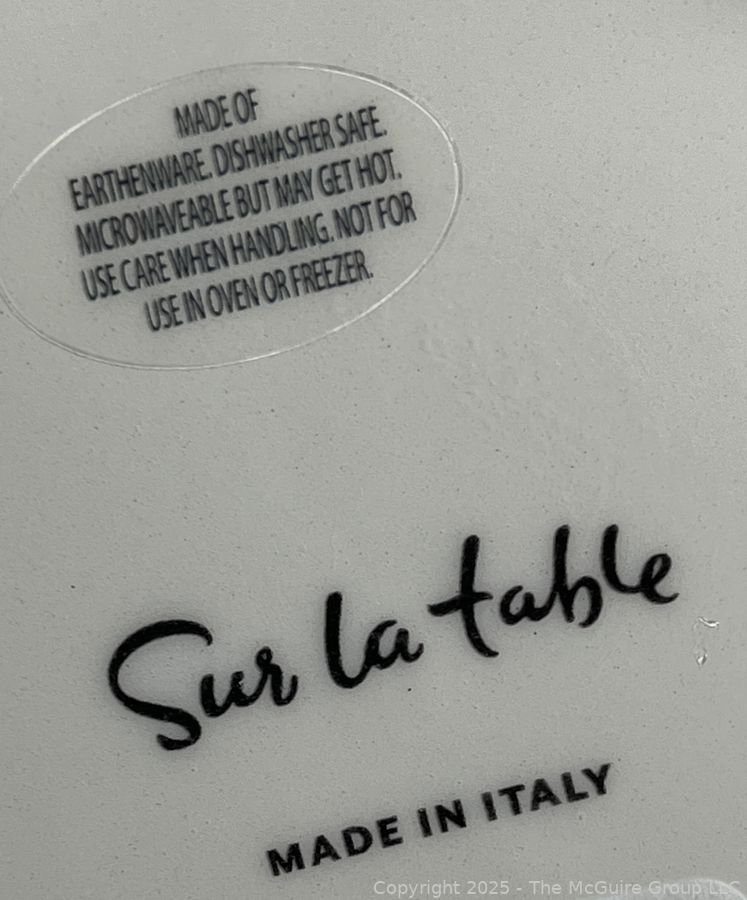 MADE OF
EARTHENWARE. DISHWASHER SAFE.
MICROWAVEABLE BUT MAY GET HOT.
USE CARE WHEN HANDLING. NOT FOR
USE IN OVEN OR FREEZER.
Sur la table
MADE IN ITALY
Copyright 2025 - The McGuire Group LLC